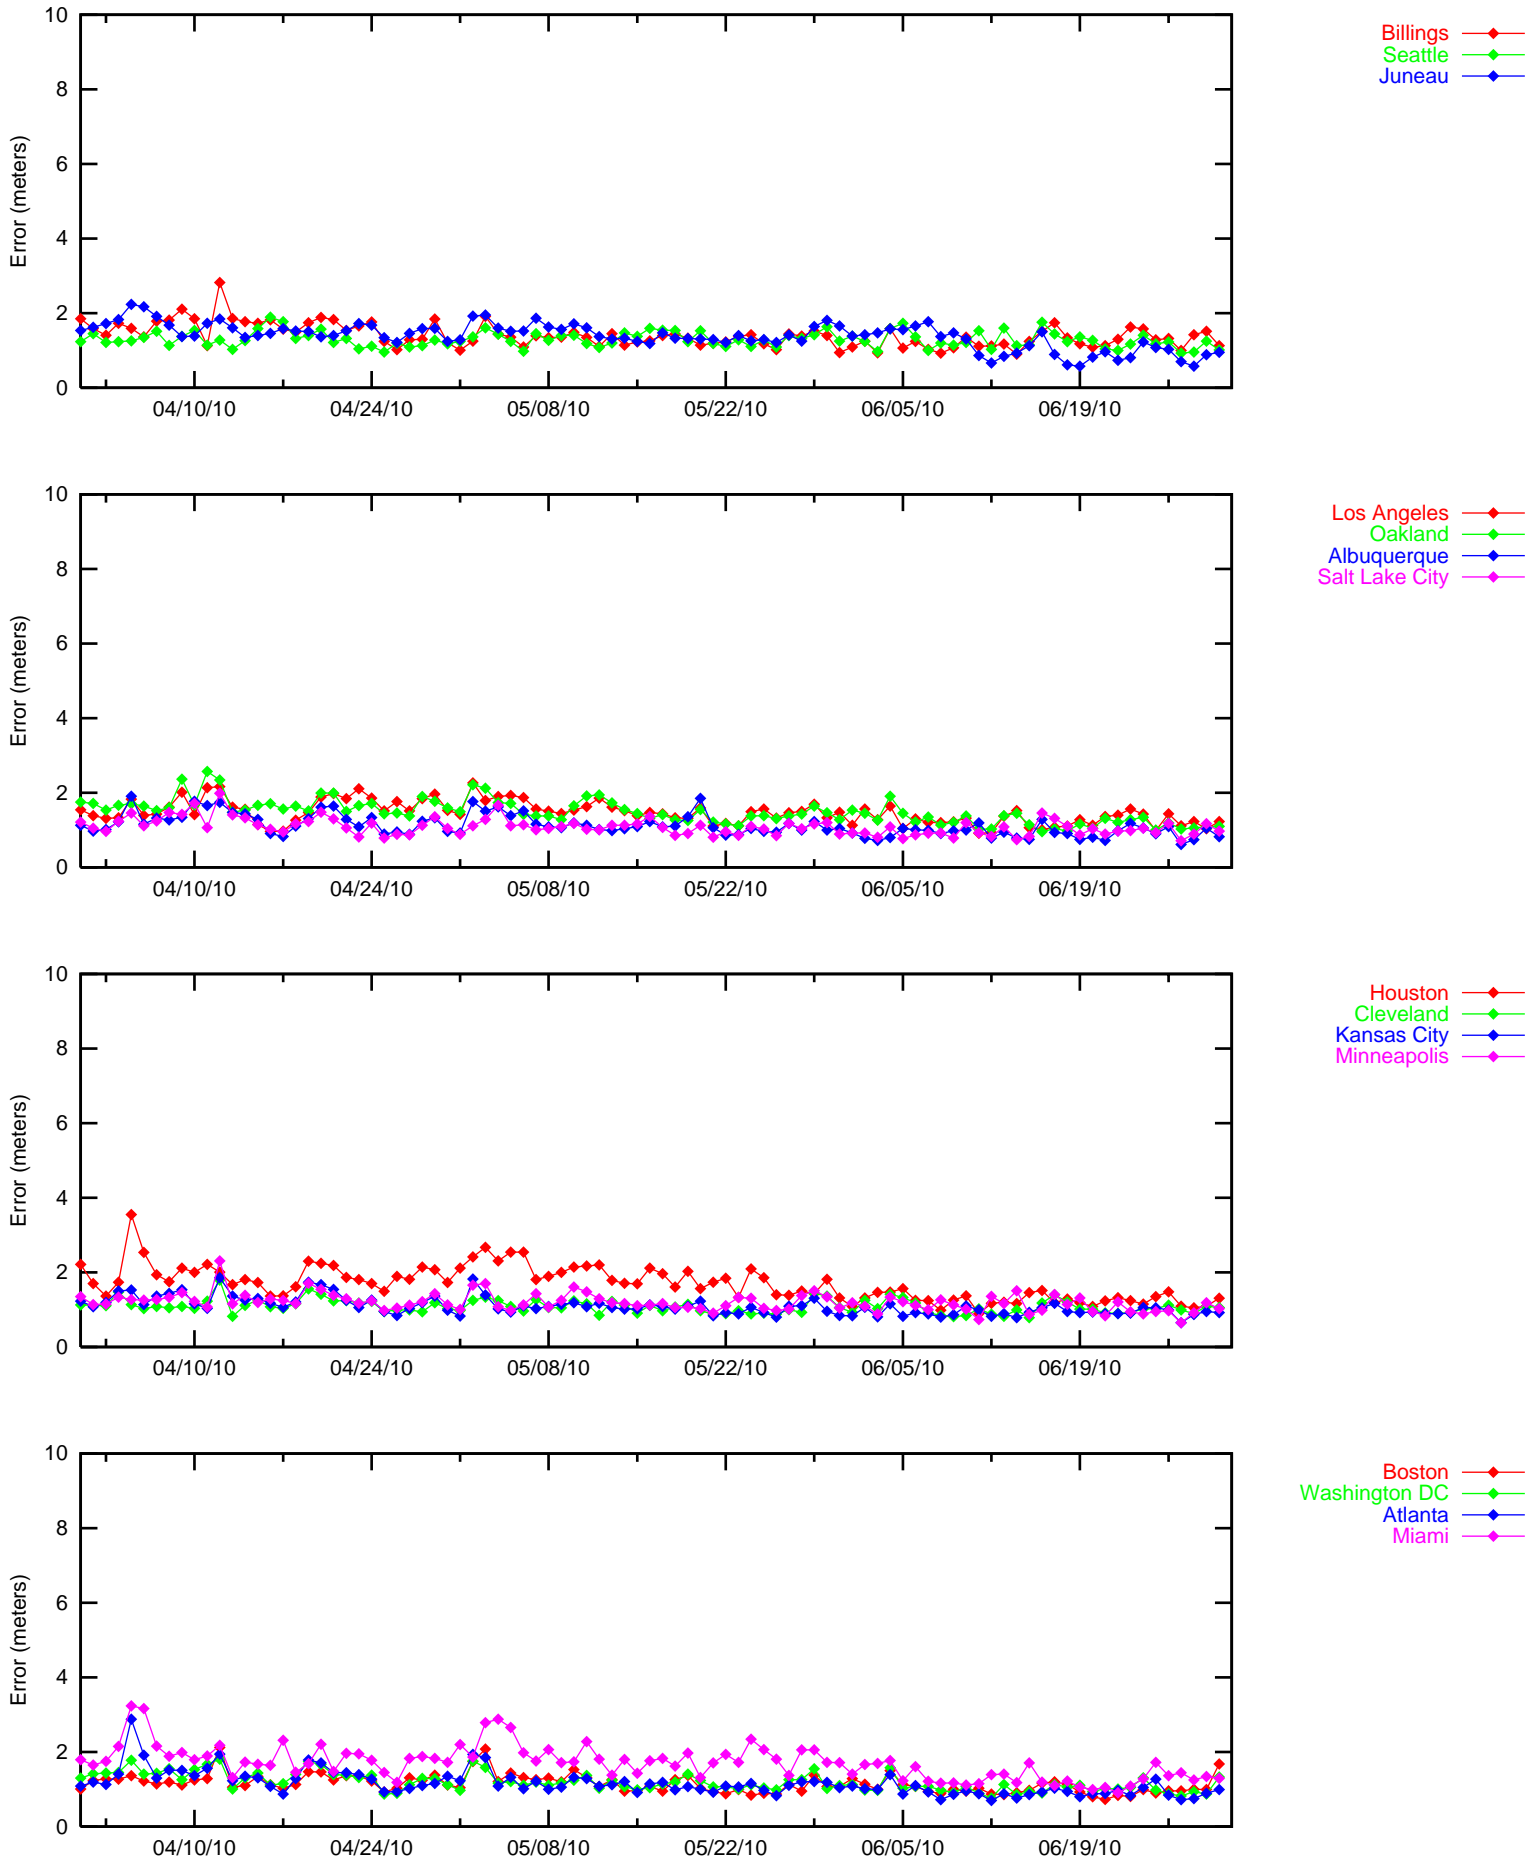 10
8
6
4
2
0
Error (meters)
04/10/10 04/24/10 05/08/10 05/22/10 06/05/10 06/19/10
Billings
Seattle
Juneau
10
8
6
4
2
0
Error (meters)
04/10/10 04/24/10 05/08/10 05/22/10 06/05/10 06/19/10
Los Angeles
Oakland
Albuquerque
Salt Lake City
10
8
6
4
2
0
Error (meters)
04/10/10 04/24/10 05/08/10 05/22/10 06/05/10 06/19/10
Houston
Cleveland
Kansas City
Minneapolis
10
8
6
4
2
0
Error (meters)
04/10/10 04/24/10 05/08/10 05/22/10 06/05/10 06/19/10
Boston
Washington DC
Atlanta
Miami